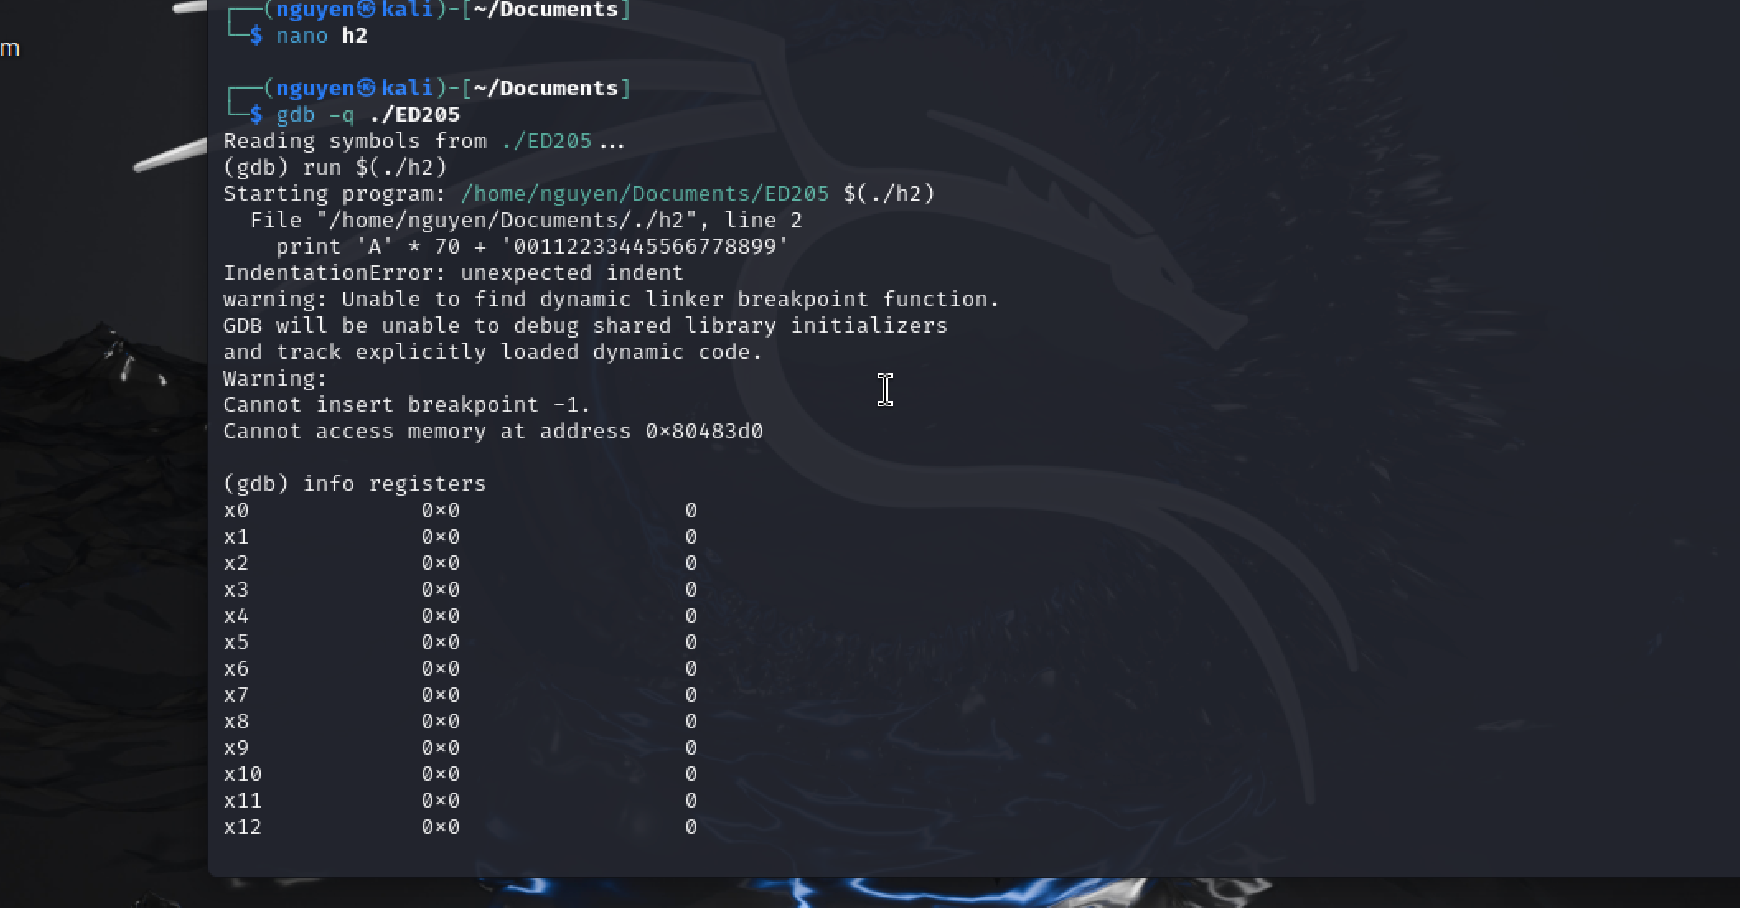 ┌──(nguyen㉿kali)-[~/Documents]
└─$ nano h2
m
┌──(nguyen㉿kali)-[~/Documents]
└─$ gdb -q ./ED205
Reading symbols from ./ED205...
(gdb) run $(./h2)
Starting program: /home/nguyen/Documents/ED205 $(./h2)
  File "/home/nguyen/Documents/./h2", line 2
    print 'A' * 70 + '00112233445566778899'
IndentationError: unexpected indent
warning: Unable to find dynamic linker breakpoint function.
GDB will be unable to debug shared library initializers
and track explicitly loaded dynamic code.
Warning:
Cannot insert breakpoint -1.
Cannot access memory at address 0x80483d0
(gdb) info registers
x0 0x0 0
x1 0x0 0
x2 0x0 0
x3 0x0 0
x4 0x0 0
x5 0x0 0
x6 0x0 0
x7 0x0 0
x8 0x0 0
x9 0x0 0
x10 0x0 0
x11 0x0 0
x12 0x0 0